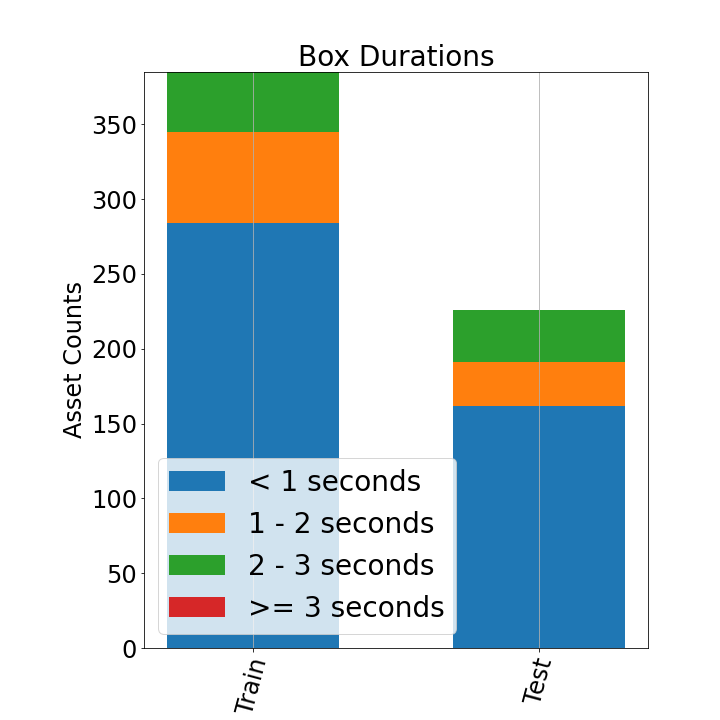 Box Durations
Asset Counts
350
300
250
200
150
100
50
0
< 1 seconds
1 - 2 seconds
2 - 3 seconds
>= 3 seconds
Train
Test